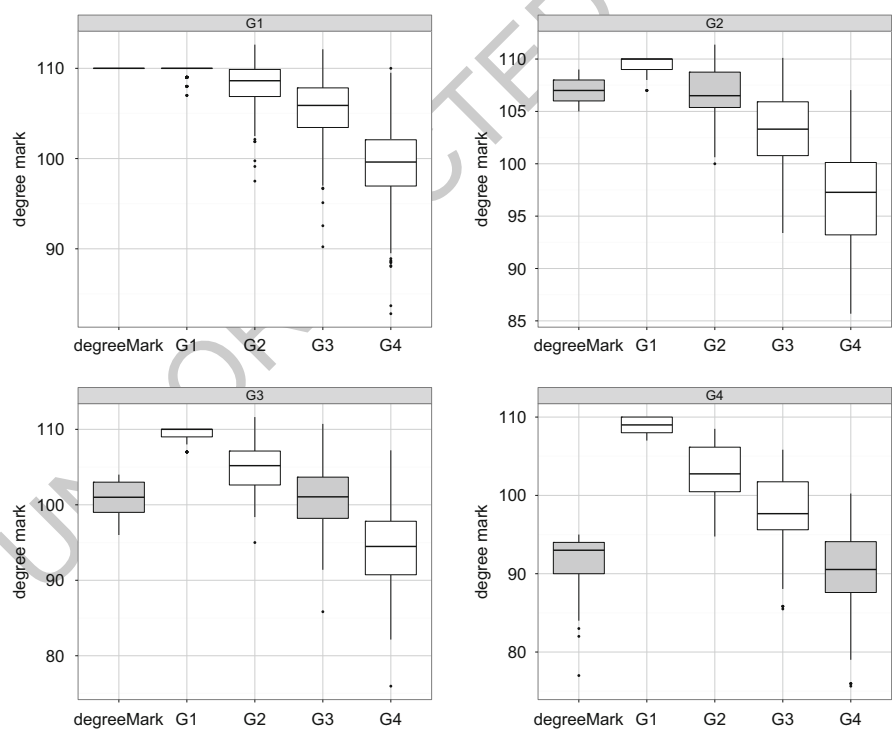 G1
110
100
90
degree mark
degreeMark G1 G2 G3 G4
G2
110
105
100
95
90
85
degree mark
degreeMark G1 G2 G3 G4
G3
110
100
90
80
degree mark
degreeMark G1 G2 G3 G4
G4
110
100
90
80
degree mark
degreeMark G1 G2 G3 G4